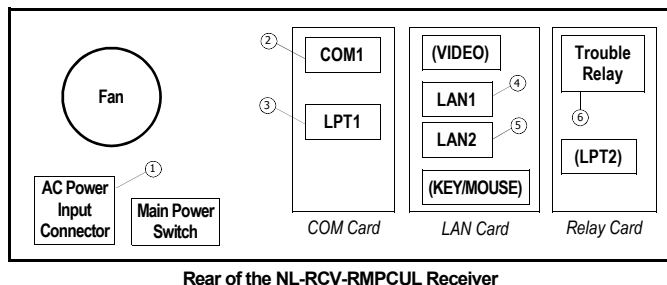 Fan
①
AC Power
Input
Connector
Main Power
Switch
②
COM1
③
LPT1
COM Card
(VIDEO)
④
LAN1
⑤
LAN2
(KEY/MOUSE)
LAN Card
Trouble
Relay
⑥
(LPT2)
Relay Card
Rear of the NL-RCV-RMPCUL Receiver